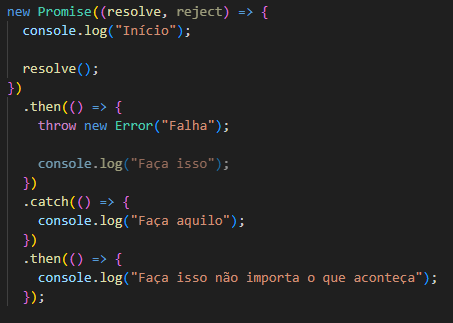 new Promise((resolve, reject) => {
  console.log("Início");

  resolve();
})
  .then(() => {
    throw new Error("Falha");

    console.log("Faça isso");
  })
  .catch(() => {
    console.log("Faça aquilo");
  })
  .then(() => {
    console.log("Faça isso não importa o que aconteça");
  });